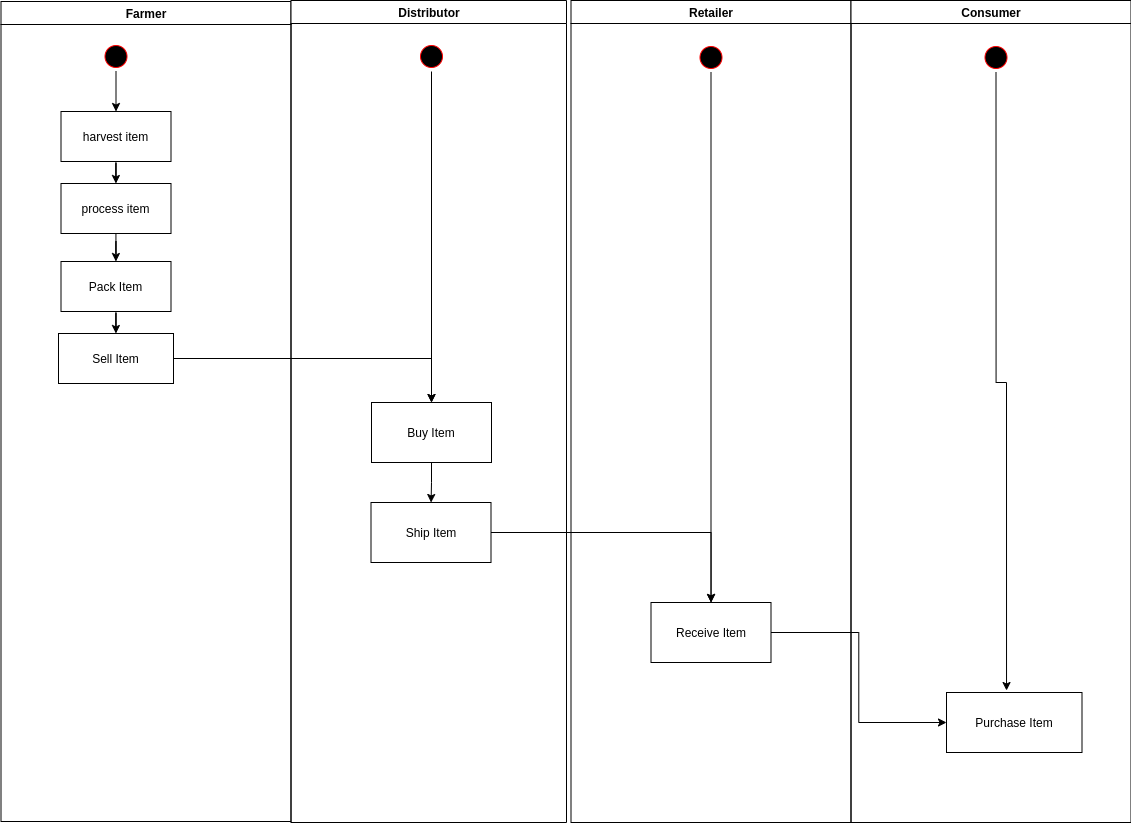 Farmer
Distributor
Retailer
Consumer
harvest item
process item
Pack Item
Sell Item
Buy Item
Ship Item
Receive Item
Purchase Item